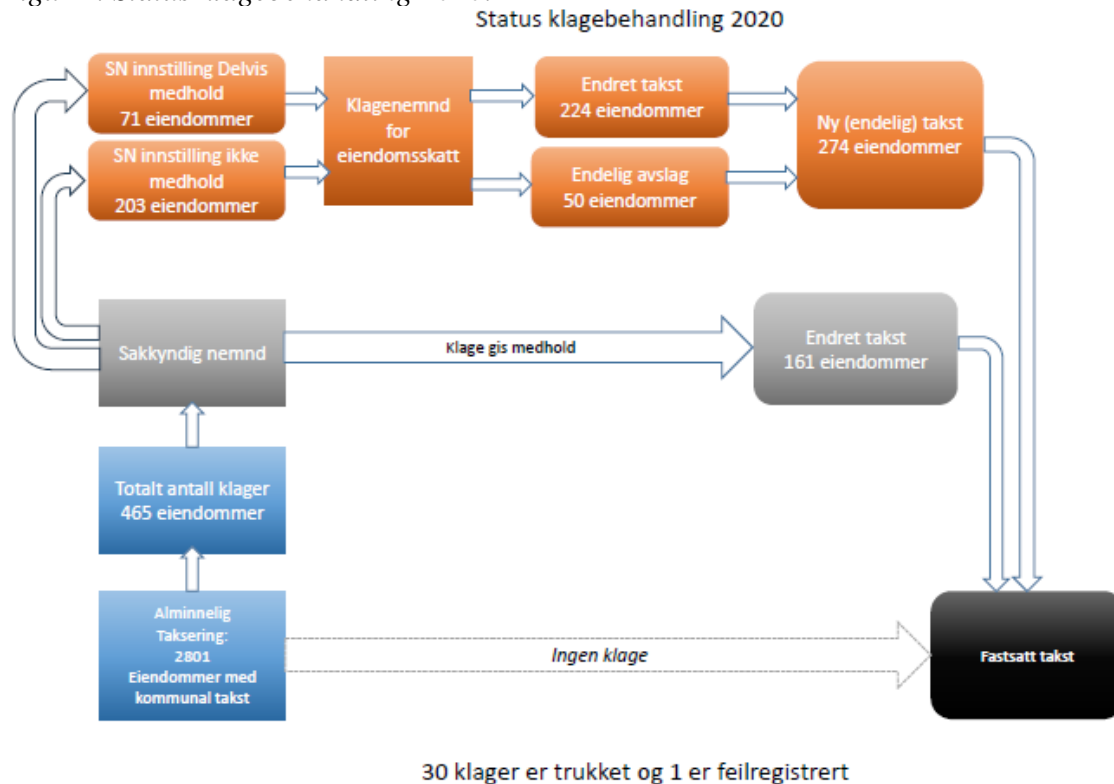 Status klagebehandling 2020
SN innstilling Delvis
medhold
71 eiendommer
SN innstilling ikke
medhold
203 eiendommer
Klagenemnd
for
eiendomsskatt
Endret takst
224 eiendommer
Endelig avslag
50 eiendommer
Ny (endelig) takst
274 eiendommer
Sakkyndig nemnd
Klage gis medhold
Endret takst
161 eiendommer
Totalt antall klager
465 eiendommer
Alminnelig
Taksering:
2801
Eiendommer med
kommunal takst
Ingen klage
Fastsatt takst
30 klager er trukket og 1 er feilregistrert